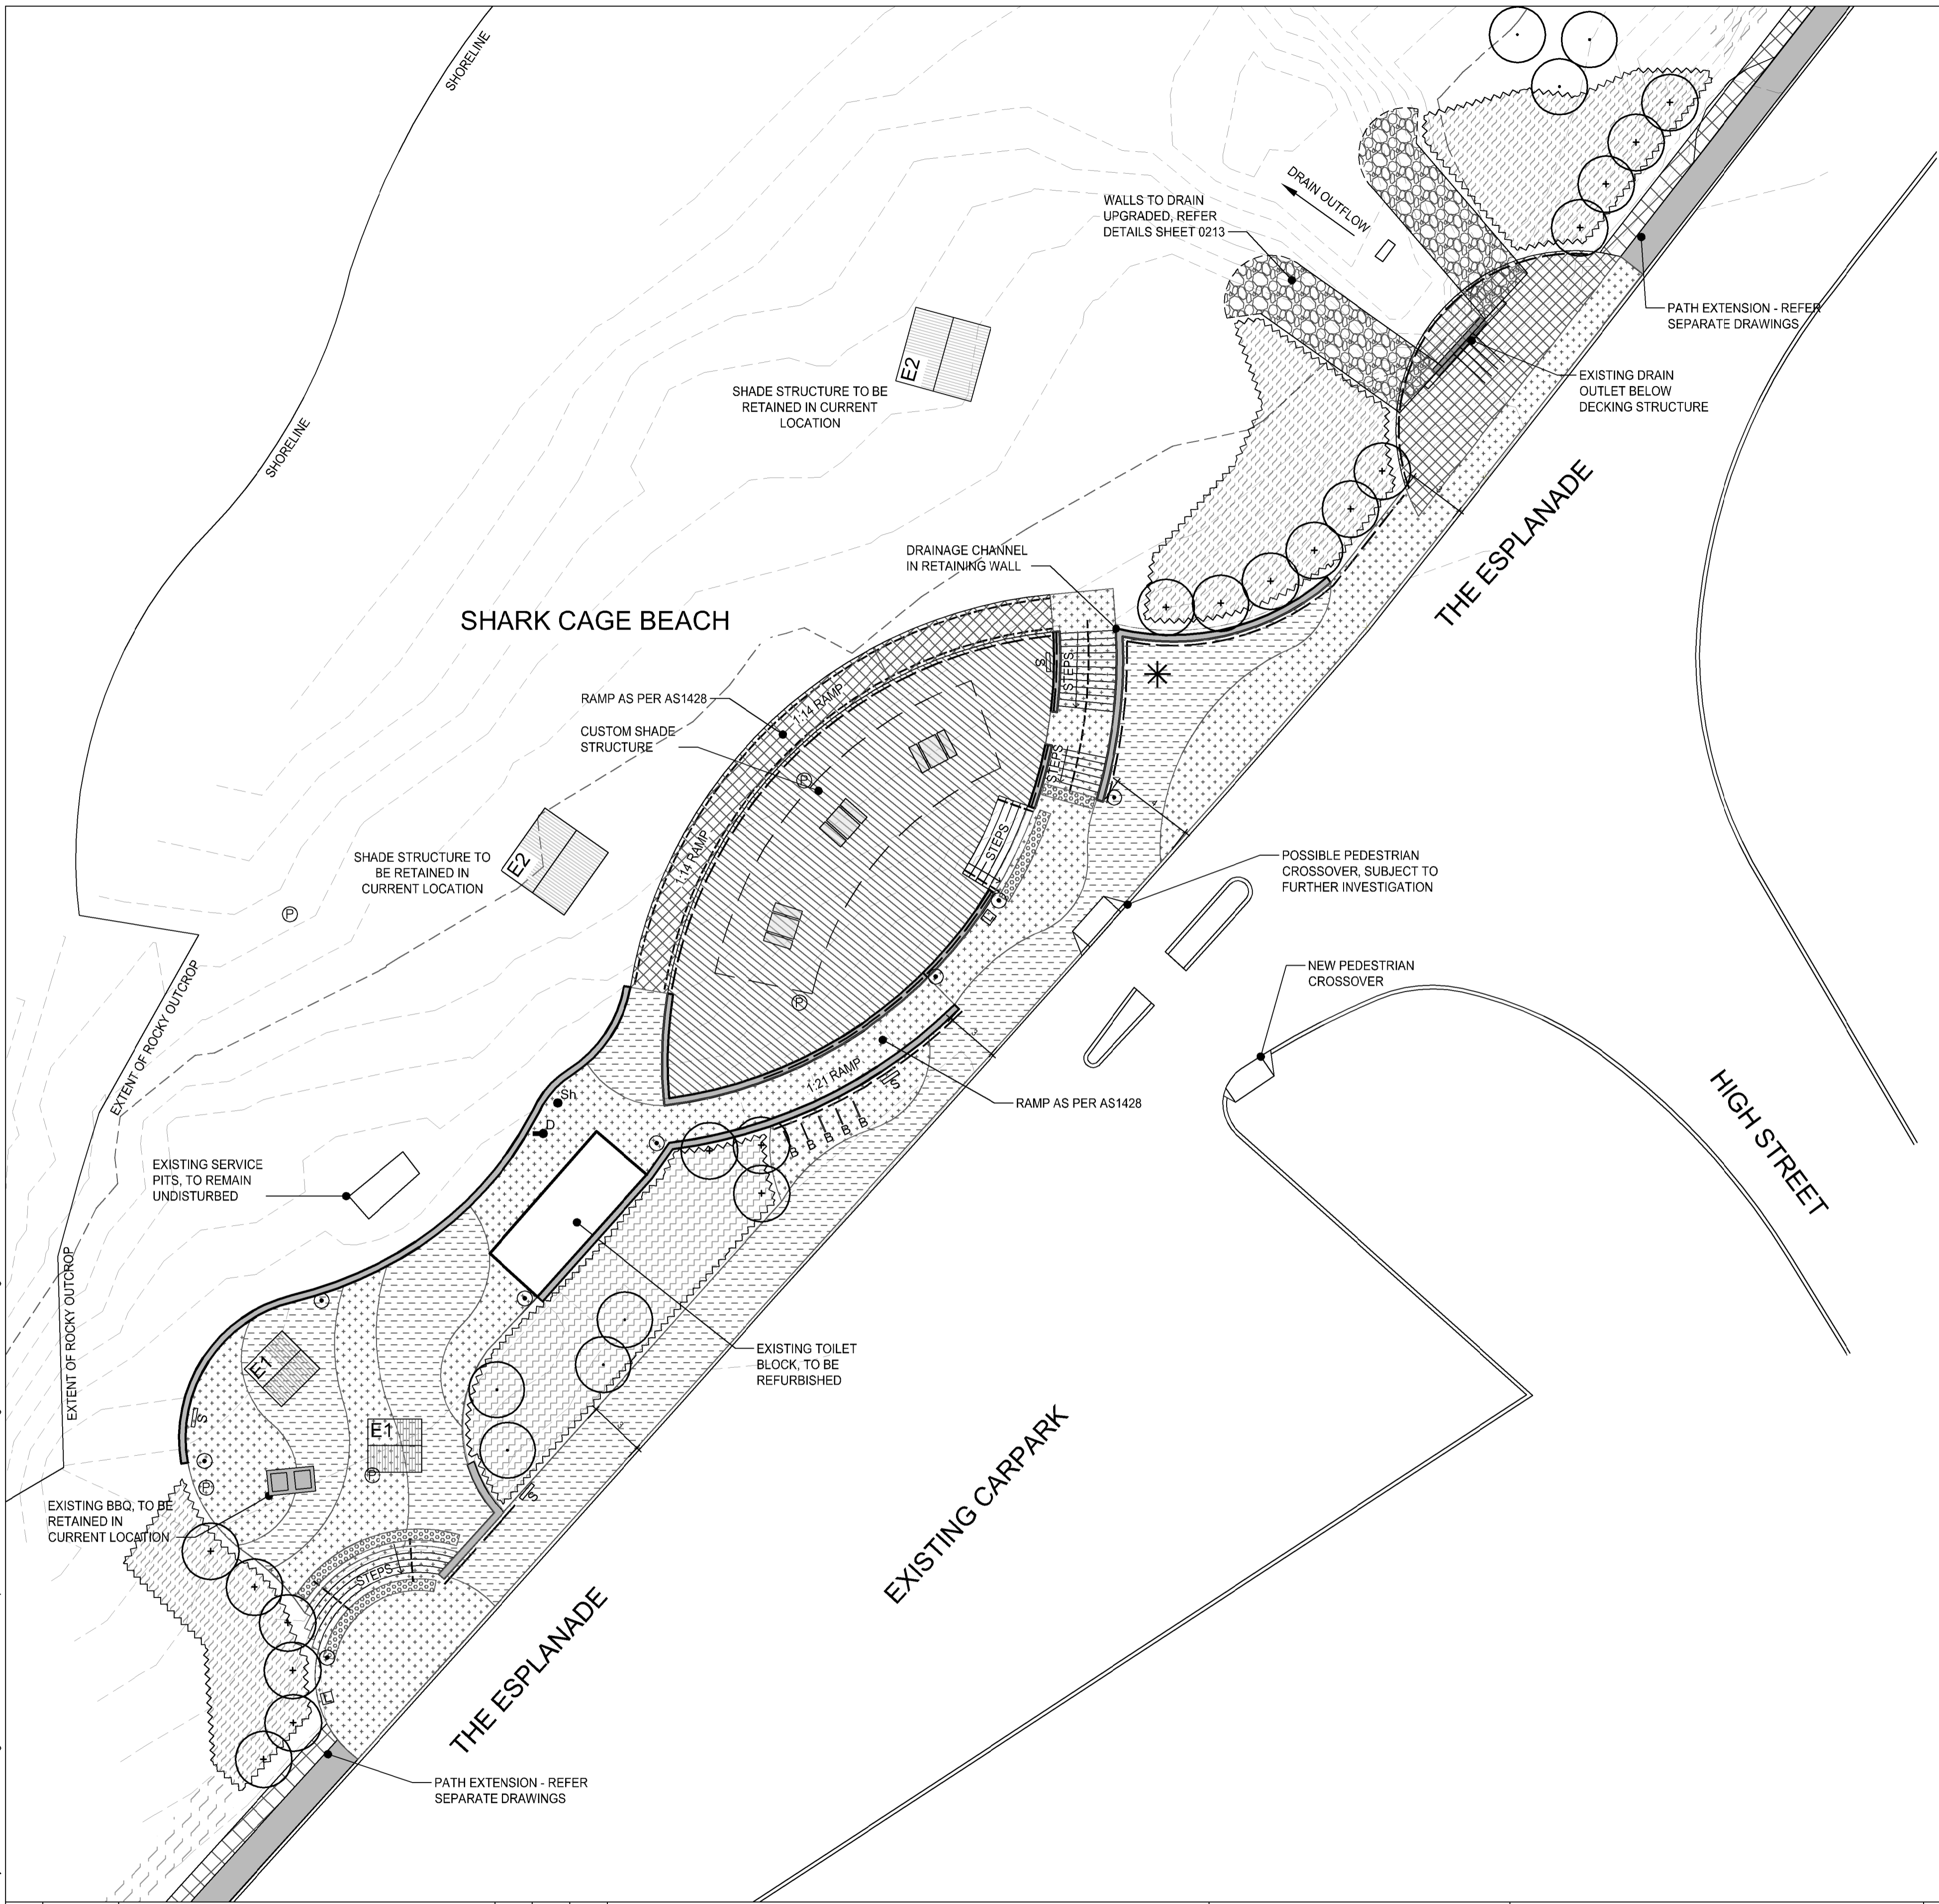 SHORELINE
WALLS TO DRAIN
UPGRADED, REFER
DETAILS SHEET 0213
DRAIN OUTFLOW
PATH EXTENSION - REFER
SEPARATE DRAWINGS
E2
SHADE STRUCTURE TO BE
RETAINED IN CURRENT
LOCATION
EXISTING DRAIN
OUTLET BELOW
DECKING STRUCTURE
SHORELINE
THE ESPLANADE
DRAINAGE CHANNEL
IN RETAINING WALL
SHARK CAGE BEACH
S
STEPS
RAMP AS PER AS1428
1:14 RAMP
CUSTOM SHADE
STRUCTURE
P
STEPS
4
STEPS
1:14 RAMP
E2
SHADE STRUCTURE TO
BE RETAINED IN
CURRENT LOCATION
P
POSSIBLE PEDESTRIAN
CROSSOVER, SUBJECT TO
FURTHER INVESTIGATION
L
NEW PEDESTRIAN
CROSSOVER
P
EXTENT OF ROCKY OUTCROP
3
1:21 RAMP
S
RAMP AS PER AS1428
Sh
D
B
B
B
B
B
HIGH STREET
EXISTING SERVICE
PITS, TO REMAIN
UNDISTURBED
EXTENT OF ROCKY OUTCROP
E1
EXISTING TOILET
BLOCK, TO BE
REFURBISHED
S
E1
P
P
3
S
EXISTING BBQ, TO BE
RETAINED IN
CURRENT LOCATION
EXISTING CARPARK
STEPS
THE ESPLANADE
L
PATH EXTENSION - REFER
SEPARATE DRAWINGS